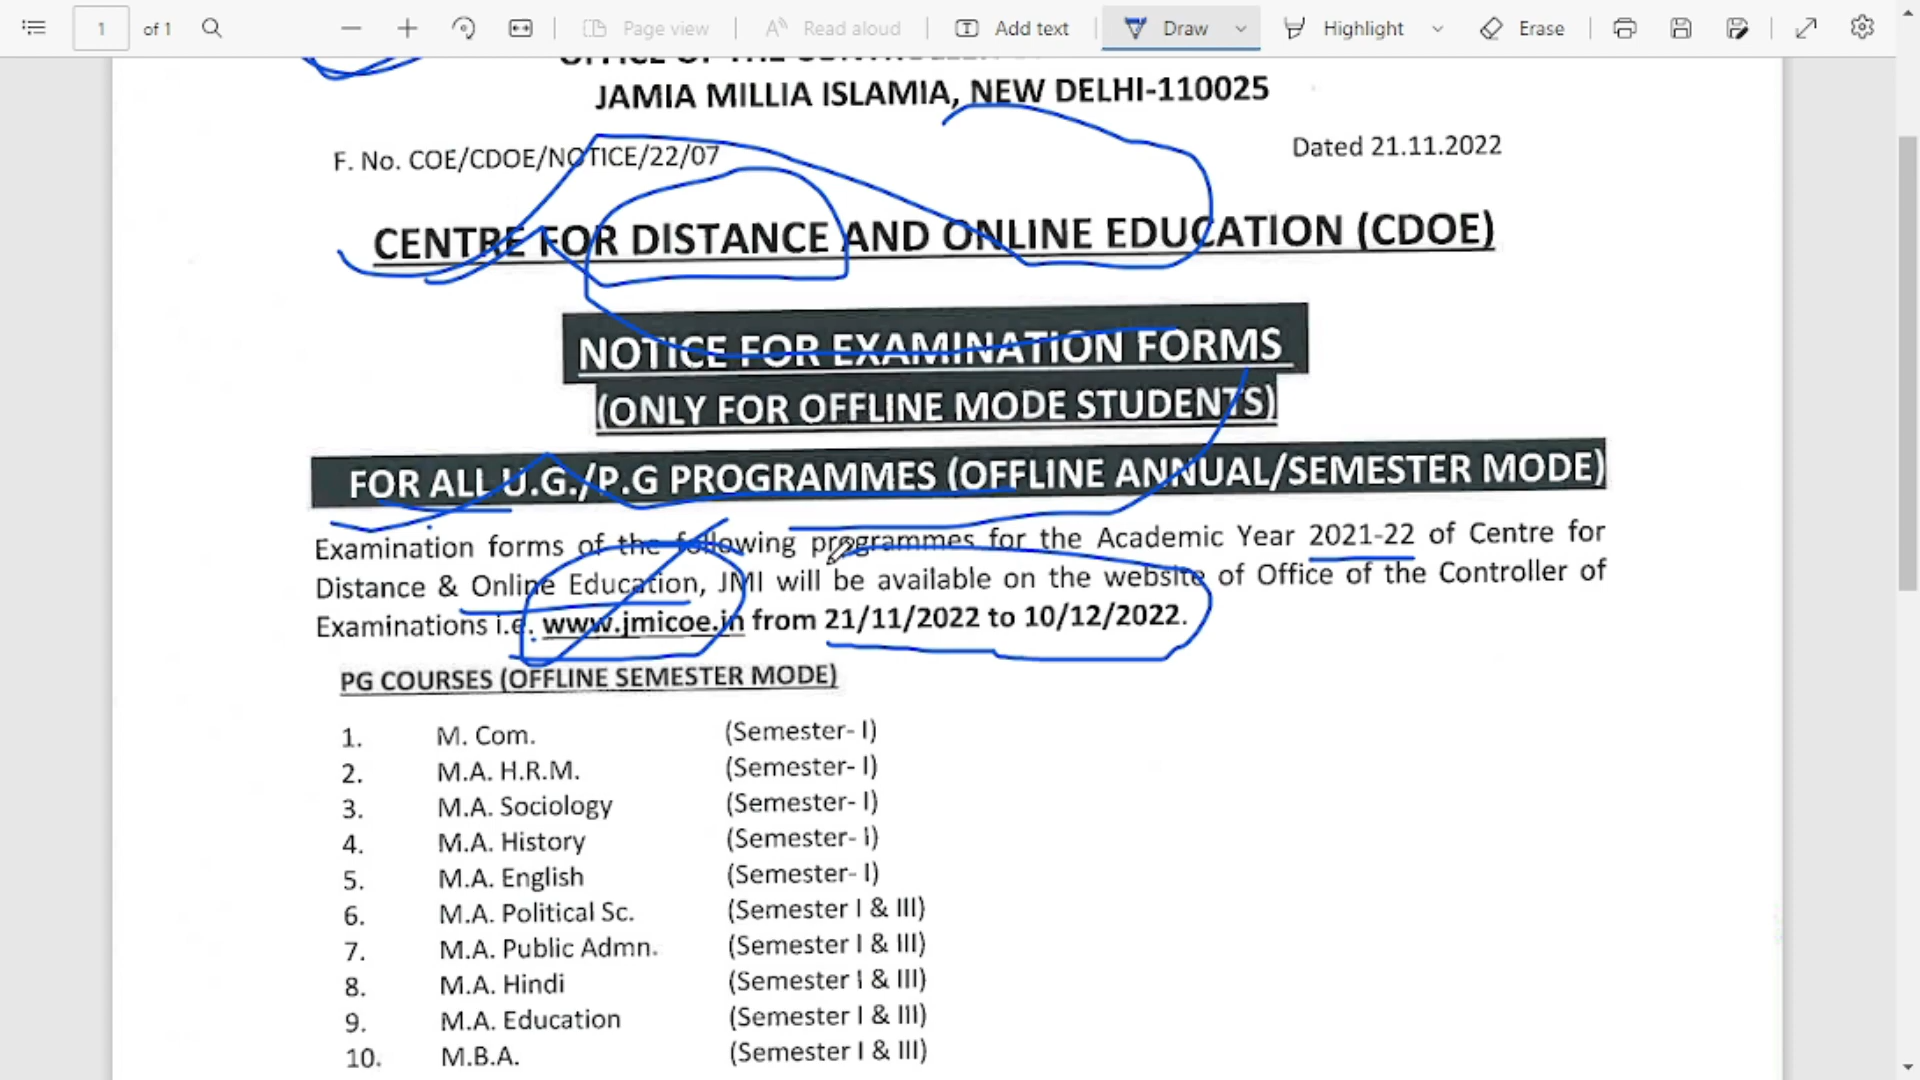 1 of 1 Page view Read aloud Add text Draw Highlight Erase
JAMIA MILLIA ISLAMIA, NEW DELHI-110025
F. No. COE/CDOE/NOTICE/22/07 Dated 21.11.2022
CENTRE FOR DISTANCE AND ONLINE EDUCATION (CDOE)
NOTICE FOR EXAMINATION FORMS
(ONLY FOR OFFLINE MODE STUDENTS)
FOR ALL U.G./P.G PROGRAMMES (OFFLINE ANNUAL/SEMESTER MODE)
Examination forms of the following programmes for the Academic Year 2021-22 of Centre for
Distance & Online Education, JMI will be available on the website of Office of the Controller of
Examinations i.e. www.jmicoe.in from 21/11/2022 to 10/12/2022.
PG COURSES (OFFLINE SEMESTER MODE)
1. M. Com. (Semester- I)
2. M.A. H.R.M. (Semester- I)
3. M.A. Sociology (Semester- I)
4. M.A. History (Semester- I)
5. M.A. English (Semester- I)
6. M.A. Political Sc. (Semester I & III)
7. M.A. Public Admn. (Semester I & III)
8. M.A. Hindi (Semester I & III)
9. M.A. Education (Semester I & III)
10. M.B.A. (Semester I & III)